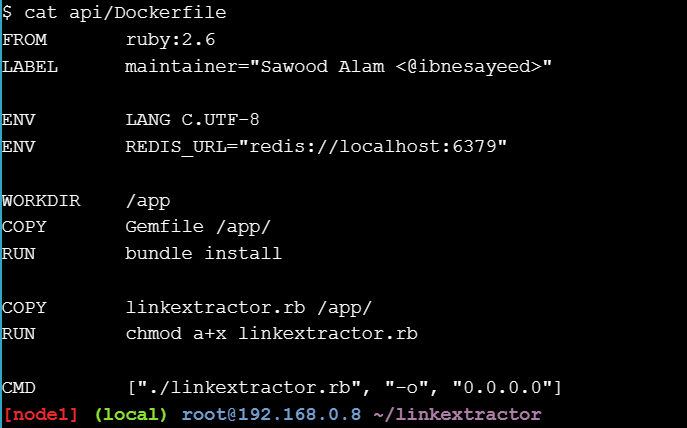 $ cat api/Dockerfile
FROM       ruby:2.6
LABEL      maintainer="Sawood Alam <@ibnesayeed>"
ENV        LANG C.UTF-8
ENV        REDIS_URL="redis://localhost:6379"
WORKDIR    /app
COPY       Gemfile /app/
RUN        bundle install
COPY       linkextractor.rb /app/
RUN        chmod a+x linkextractor.rb
CMD        ["./linkextractor.rb", "-o", "0.0.0.0"]
[node1] (local) root@192.168.0.8 ~/linkextractor